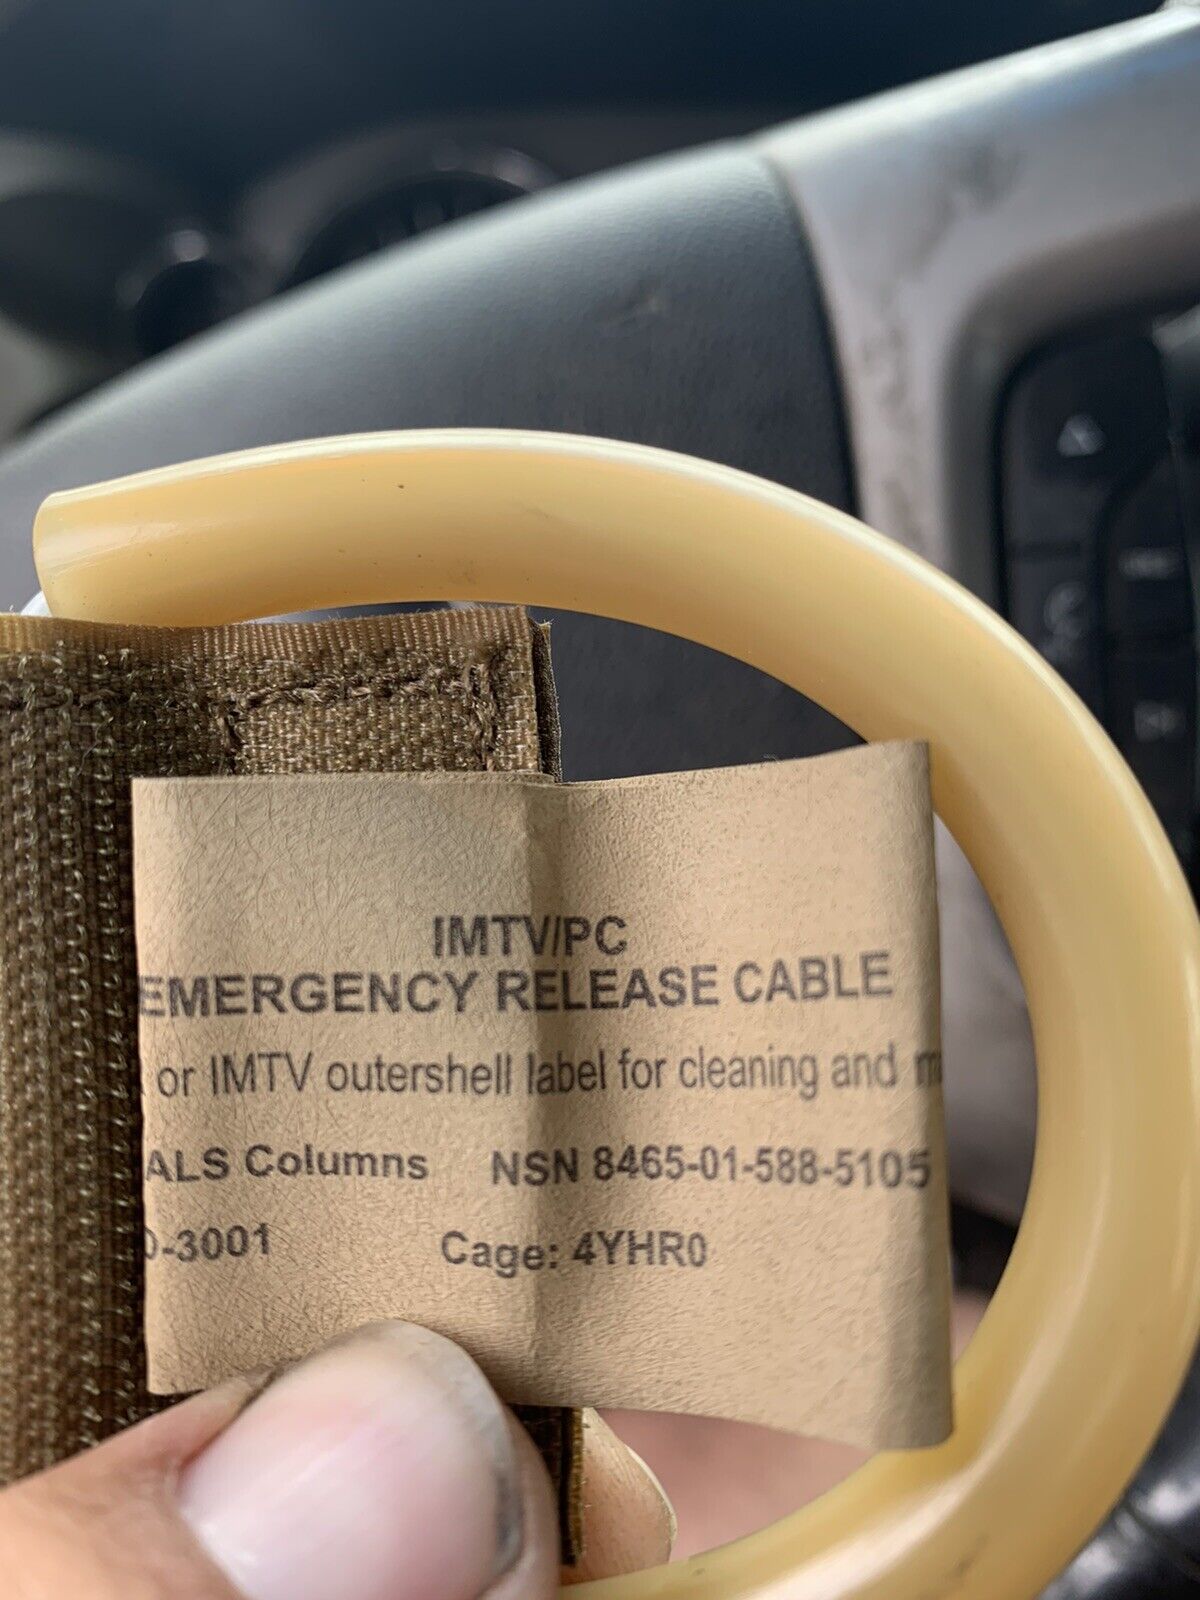 IMTV/PC
EMERGENCY RELEASE CABLE
or IMTV outershell label for cleaning and
ALS Columns NSN 8465-01-588-5105
0-3001 Cage: 4YHR0